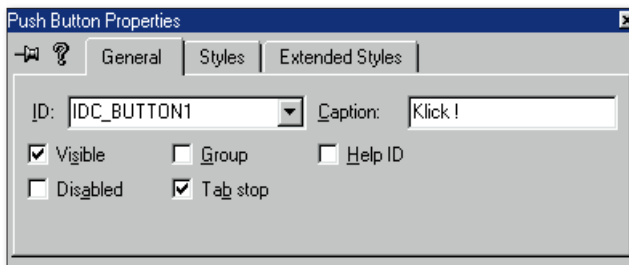 Push Button Properties
General Styles Extended Styles
ID: IDC_BUTTON1 Caption: Klick !
Visible Group Help ID
Disabled Tab stop